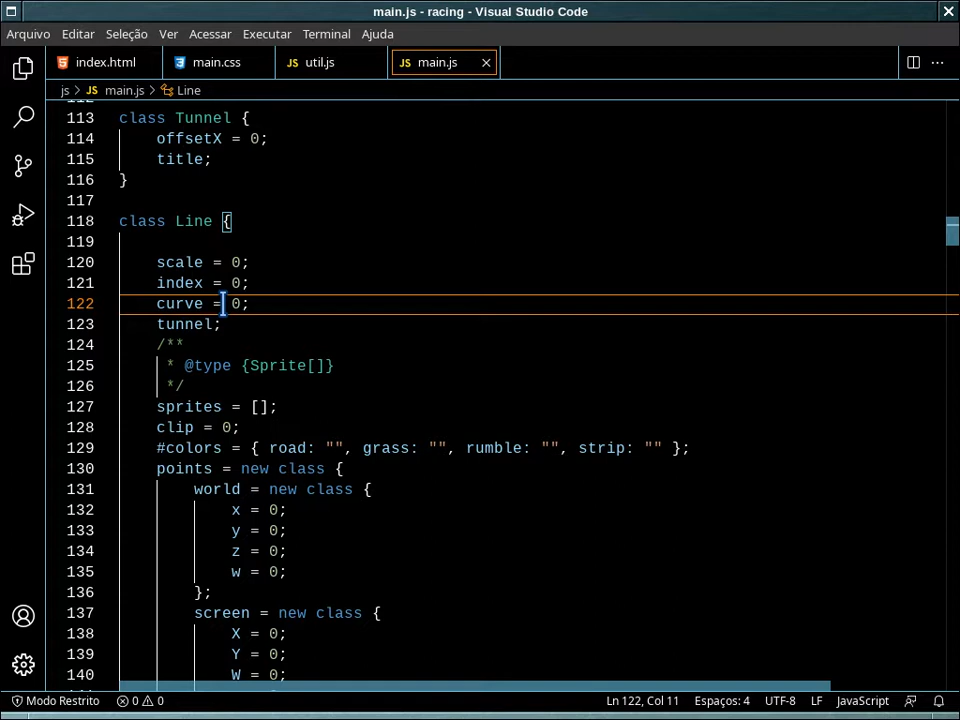 main.js - racing - Visual Studio Code
Arquivo Editar Seleção Ver Acessar Executar Terminal Ajuda
index.html main.css JS util.js JS main.js
js > JS main.js > Line
112
113 class Tunnel {
114 offsetX = 0;
115 title;
116 }
117
118 class Line {
119
120 scale = 0;
121 index = 0;
122 curve = 0;
123 tunnel;
124 /**
125 * @type {Sprite[]}
126 */
127 sprites = [];
128 clip = 0;
129 #colors = { road: "", grass: "", rumble: "", strip: "" };
130 points = new class {
131 world = new class {
132 x = 0;
133 y = 0;
134 z = 0;
135 w = 0;
136 };
137 screen = new class {
138 X = 0;
139 Y = 0;
140 W = 0;
Modo Restrito 0 0 Ln 122, Col 11 Espaços: 4 UTF-8 LF JavaScript